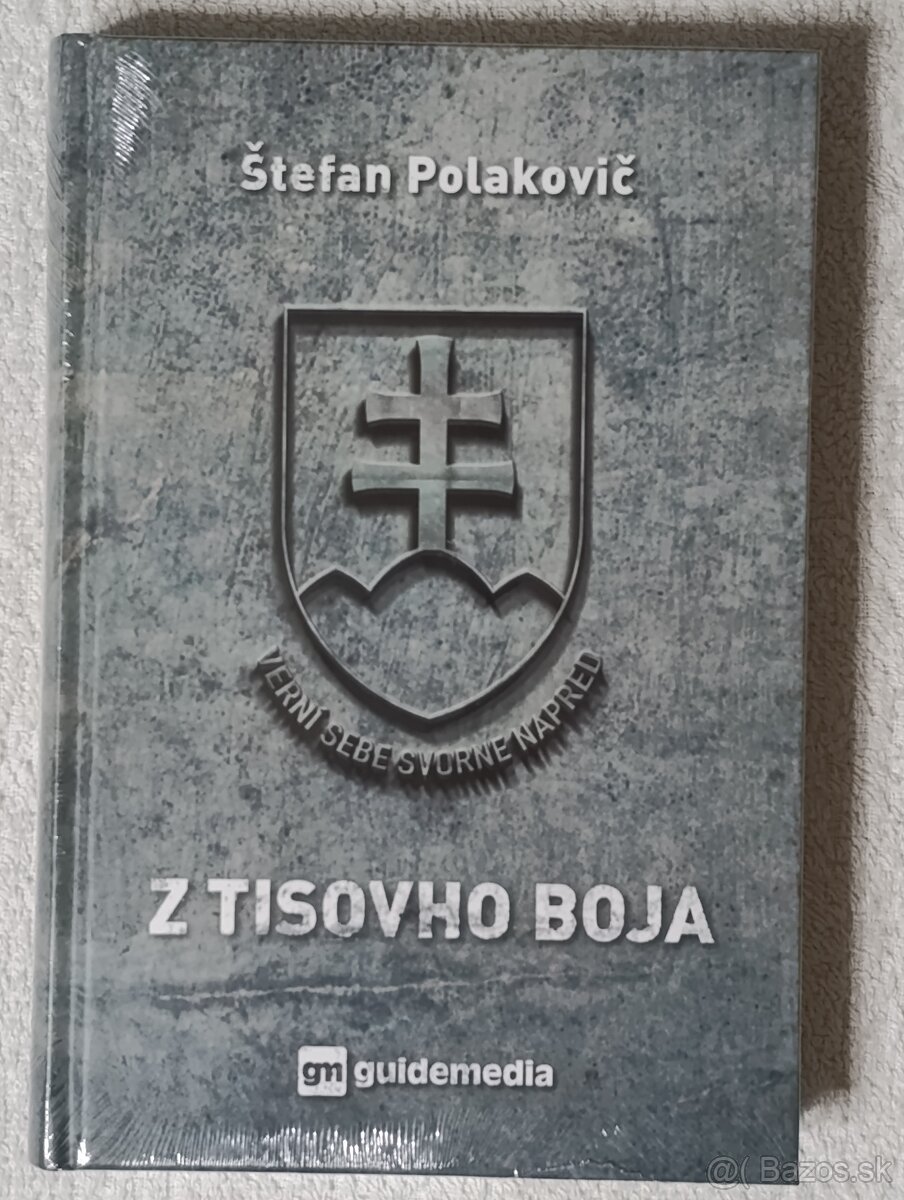 Štefan Polakovič
VERNÍ SEBE SVORNE NAPRED
Z TISOVHO BOJA
gm guidemedia
@( Bazos.sk